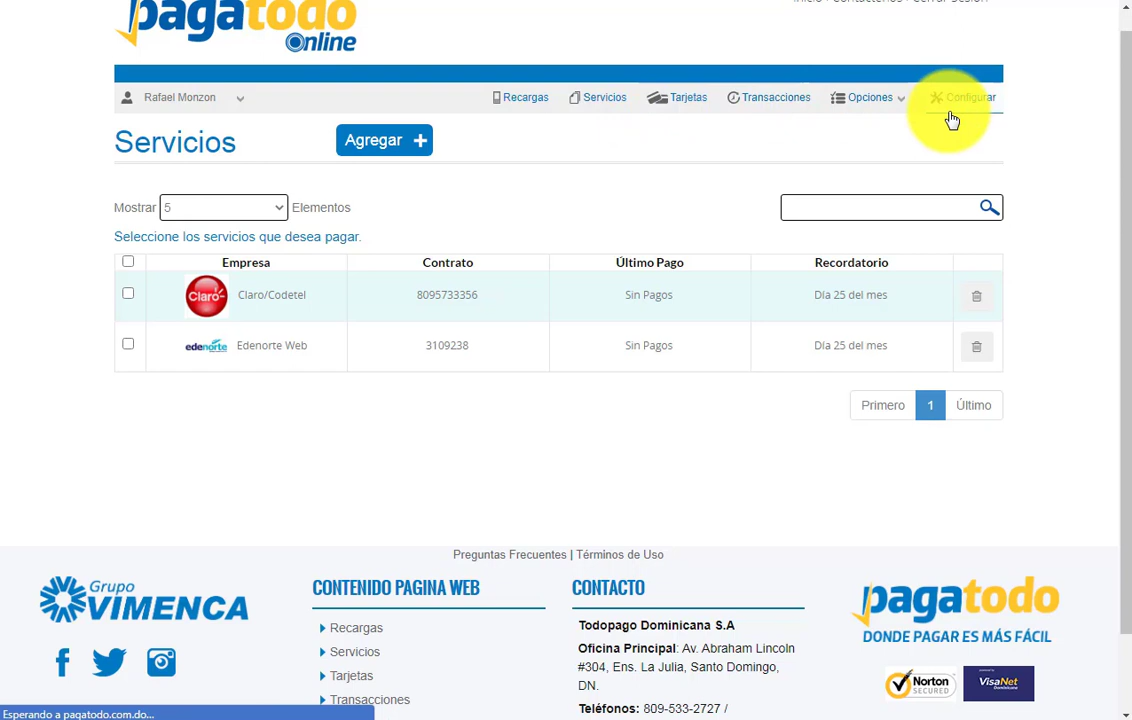 pagatodo
Online
Inicio · Contáctenos · Cerrar Sesión
Rafael Monzon
Recargas
Servicios
Tarjetas
Transacciones
Opciones
Configurar
Servicios
Agregar +
Mostrar 5 Elementos
Seleccione los servicios que desea pagar.
Empresa Contrato Último Pago Recordatorio
Claro Claro/Codetel 8095733356 Sin Pagos Día 25 del mes
edenorte Edenorte Web 3109238 Sin Pagos Día 25 del mes
Primero 1 Último
Preguntas Frecuentes | Términos de Uso
Grupo
VIMENCA
CONTENIDO PAGINA WEB
Recargas
Servicios
Tarjetas
Transacciones
CONTACTO
Todopago Dominicana S.A
Oficina Principal: Av. Abraham Lincoln
#304, Ens. La Julia, Santo Domingo,
DN.
Teléfonos: 809-533-2727 /
pagatodo
DONDE PAGAR ES MÁS FÁCIL
Norton
SECURED
VisaNet
Dominicana
Esperando a pagatodo.com.do...